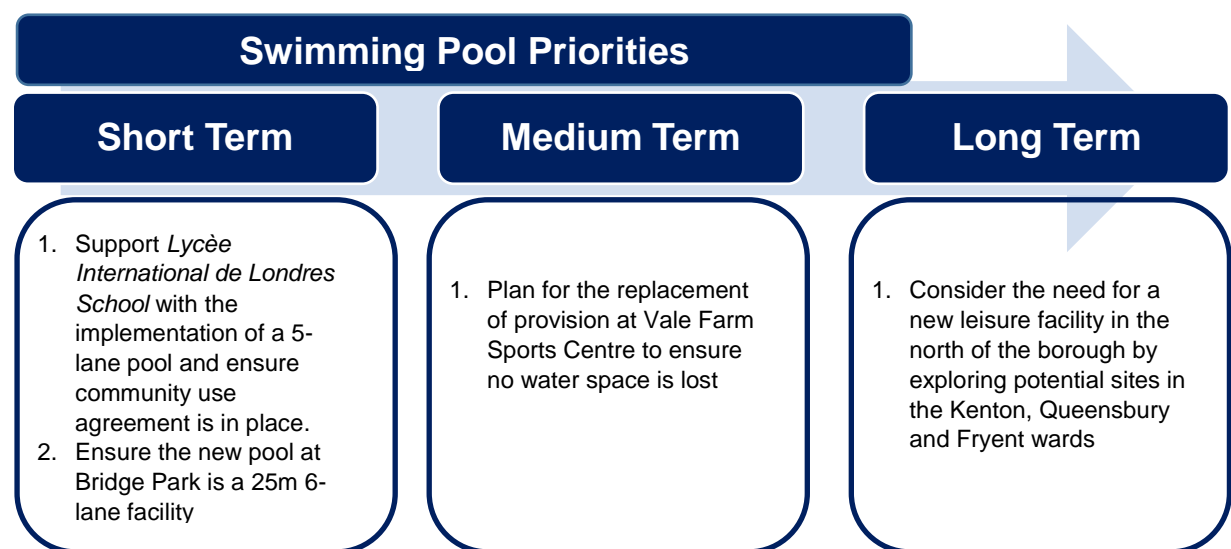 Swimming Pool Priorities
Short Term
Medium Term
Long Term
1. Support Lycèe
International de Londres
School with the
implementation of a 5-
lane pool and ensure
community use
agreement is in place.
2. Ensure the new pool at
Bridge Park is a 25m 6-
lane facility
1. Plan for the replacement
of provision at Vale Farm
Sports Centre to ensure
no water space is lost
1. Consider the need for a
new leisure facility in the
north of the borough by
exploring potential sites in
the Kenton, Queensbury
and Fryent wards